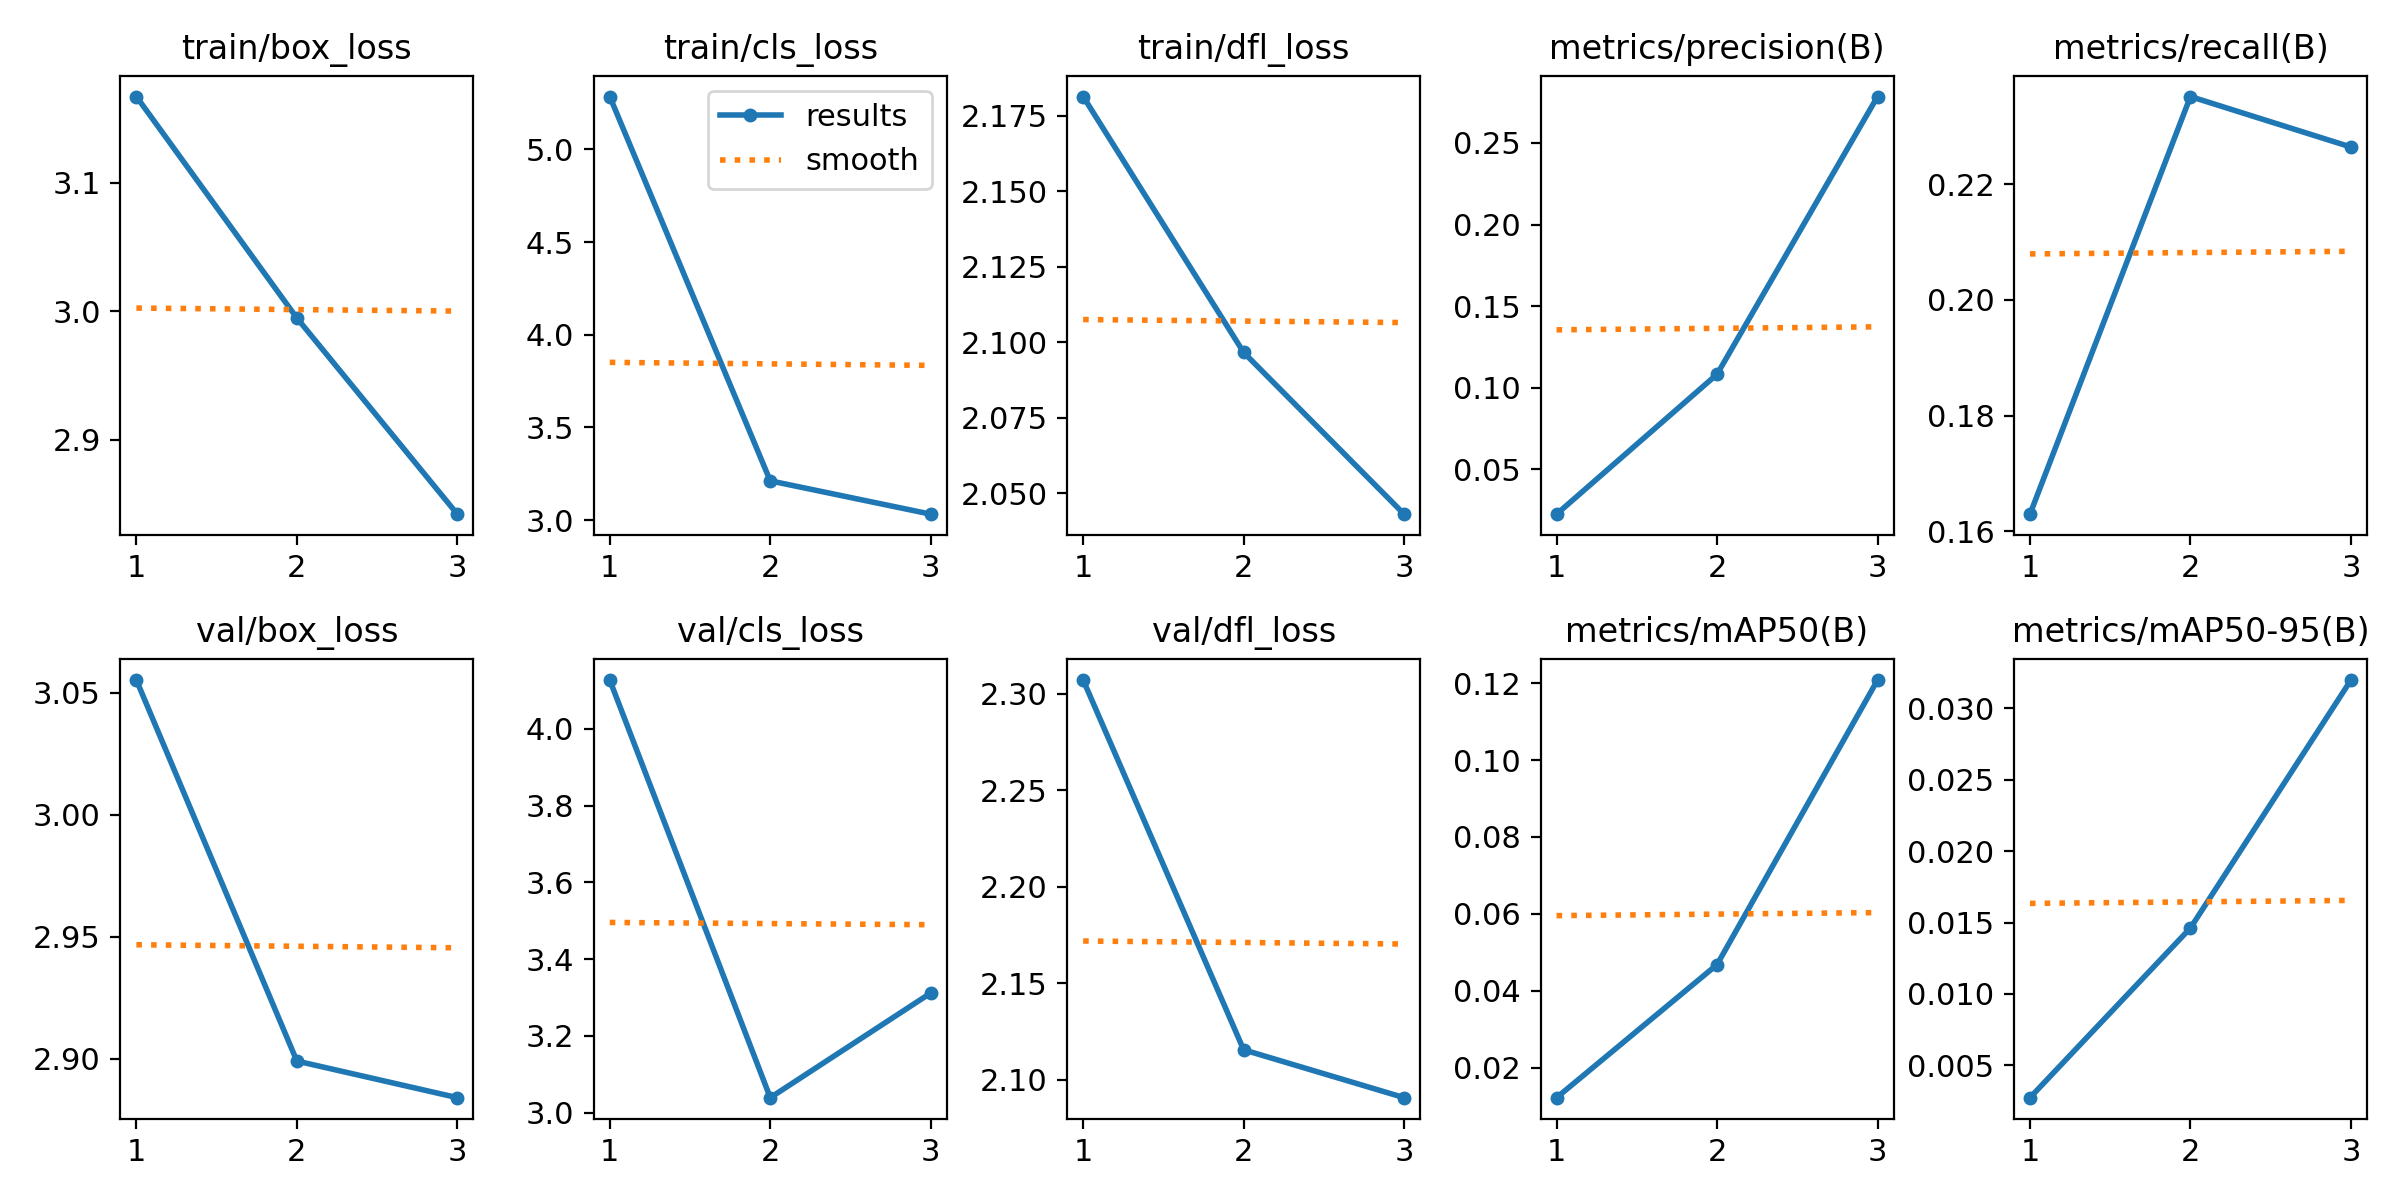 train/box_loss
3.1
3.0
2.9
1 2 3
train/cls_loss
results
smooth
5.0
4.5
4.0
3.5
3.0
1 2 3
train/dfl_loss
2.175
2.150
2.125
2.100
2.075
2.050
1 2 3
metrics/precision(B)
0.25
0.20
0.15
0.10
0.05
1 2 3
metrics/recall(B)
0.22
0.20
0.18
0.16
1 2 3
val/box_loss
3.05
3.00
2.95
2.90
1 2 3
val/cls_loss
4.0
3.8
3.6
3.4
3.2
3.0
1 2 3
val/dfl_loss
2.30
2.25
2.20
2.15
2.10
1 2 3
metrics/mAP50(B)
0.12
0.10
0.08
0.06
0.04
0.02
1 2 3
metrics/mAP50-95(B)
0.030
0.025
0.020
0.015
0.010
0.005
1 2 3